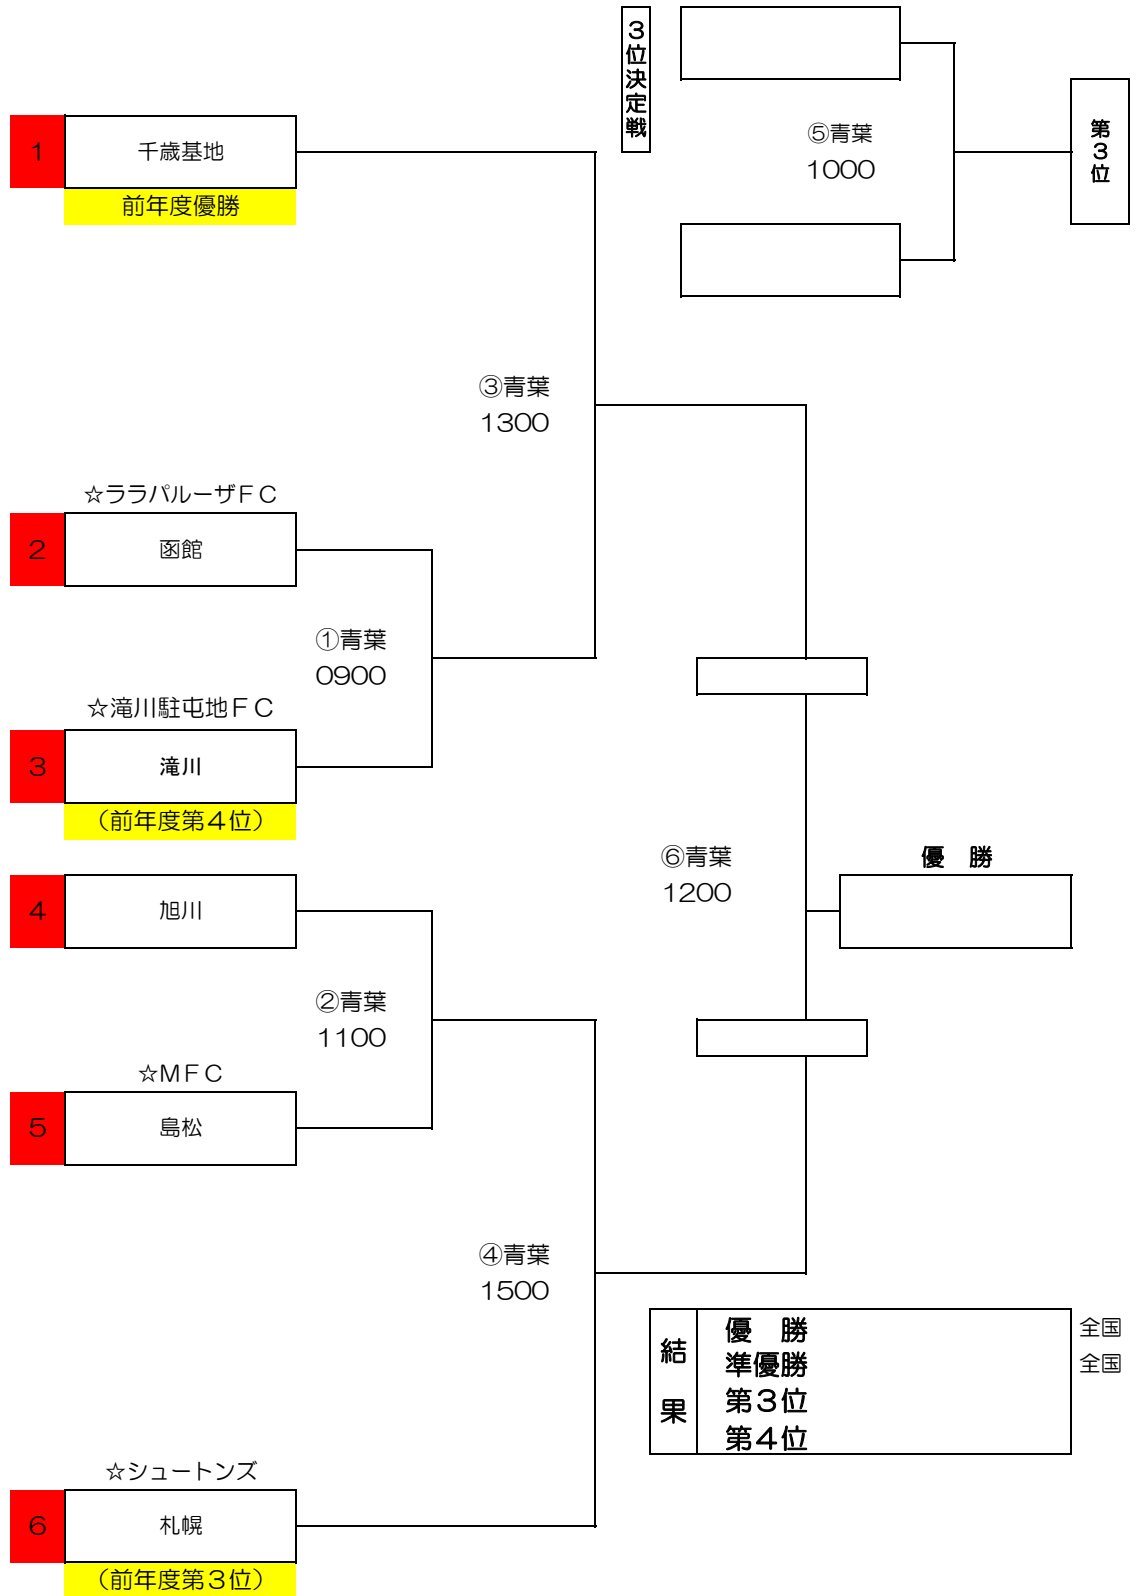 3位決定戦
⑤青葉
1000
第3位
1
千歳基地
前年度優勝
③青葉
1300
☆ララパルーザＦＣ
2
函館
①青葉
0900
☆滝川駐屯地ＦＣ
3
滝川
（前年度第４位）
4
旭川
⑥青葉
1200
優　勝
②青葉
1100
☆ＭＦＣ
5
島松
④青葉
1500
結果
優　勝
全国
準優勝
全国
第３位
第４位
☆シュートンズ
6
札幌
（前年度第３位）